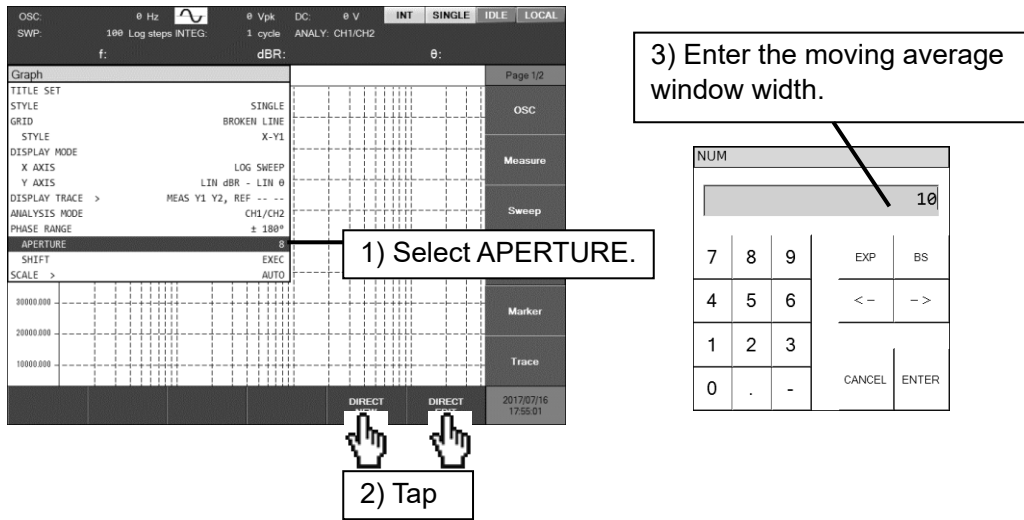 OSC: 0 Hz 0 Vpk DC: 0 V INT SINGLE IDLE LOCAL
SWP: 100 Log steps INTEG: 1 cycle ANALY: CH1/CH2
f: dBR: θ:
Graph
TITLE SET
STYLE SINGLE
GRID BROKEN LINE
STYLE X-Y1
DISPLAY MODE
X AXIS LOG SWEEP
Y AXIS LIN dBR - LIN θ
DISPLAY TRACE > MEAS Y1 Y2, REF -- --
ANALYSIS MODE CH1/CH2
PHASE RANGE ± 180°
APERTURE 8
SHIFT EXEC
SCALE > AUTO
30000.000
20000.000
10000.000
Page 1/2
OSC
Measure
Sweep
Marker
Trace
DIRECT
NEW
DIRECT
EDIT
2017/07/16
17:55:01
1) Select APERTURE.
2) Tap
3) Enter the moving average
window width.
NUM
10
7 8 9 EXP BS
4 5 6 <- ->
1 2 3
0 . - CANCEL ENTER